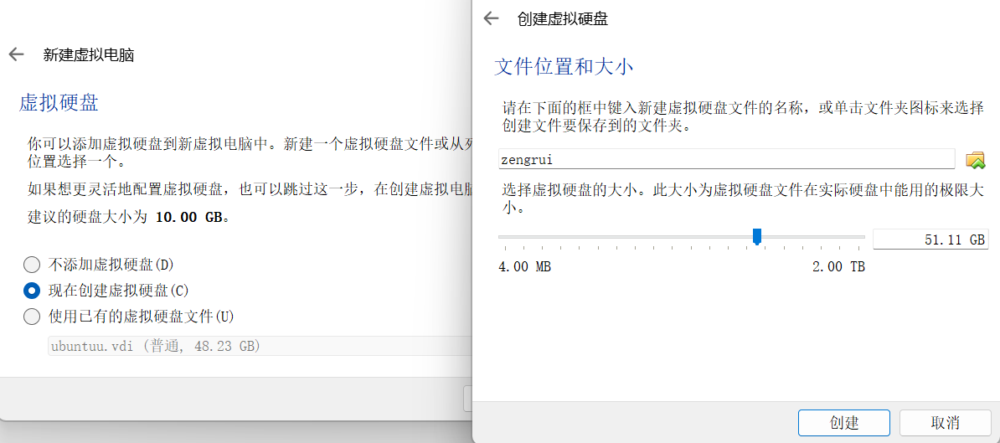 新建虚拟电脑
虚拟硬盘
你可以添加虚拟硬盘到新虚拟电脑中。新建一个虚拟硬盘文件或从
位置选择一个。
如果想更灵活地配置虚拟硬盘，也可以跳过这一步，在创建虚拟电
建议的硬盘大小为 10.00 GB。
不添加虚拟硬盘(D)
现在创建虚拟硬盘(C)
使用已有的虚拟硬盘文件(U)
ubuntuu.vdi (普通, 48.23 GB)
创建虚拟硬盘
文件位置和大小
请在下面的框中键入新建虚拟硬盘文件的名称，或单击文件夹图标来选择
创建文件要保存到的文件夹。
zengrui
选择虚拟硬盘的大小。此大小为虚拟硬盘文件在实际硬盘中能用的极限大
小。
51.11 GB
4.00 MB
2.00 TB
创建
取消